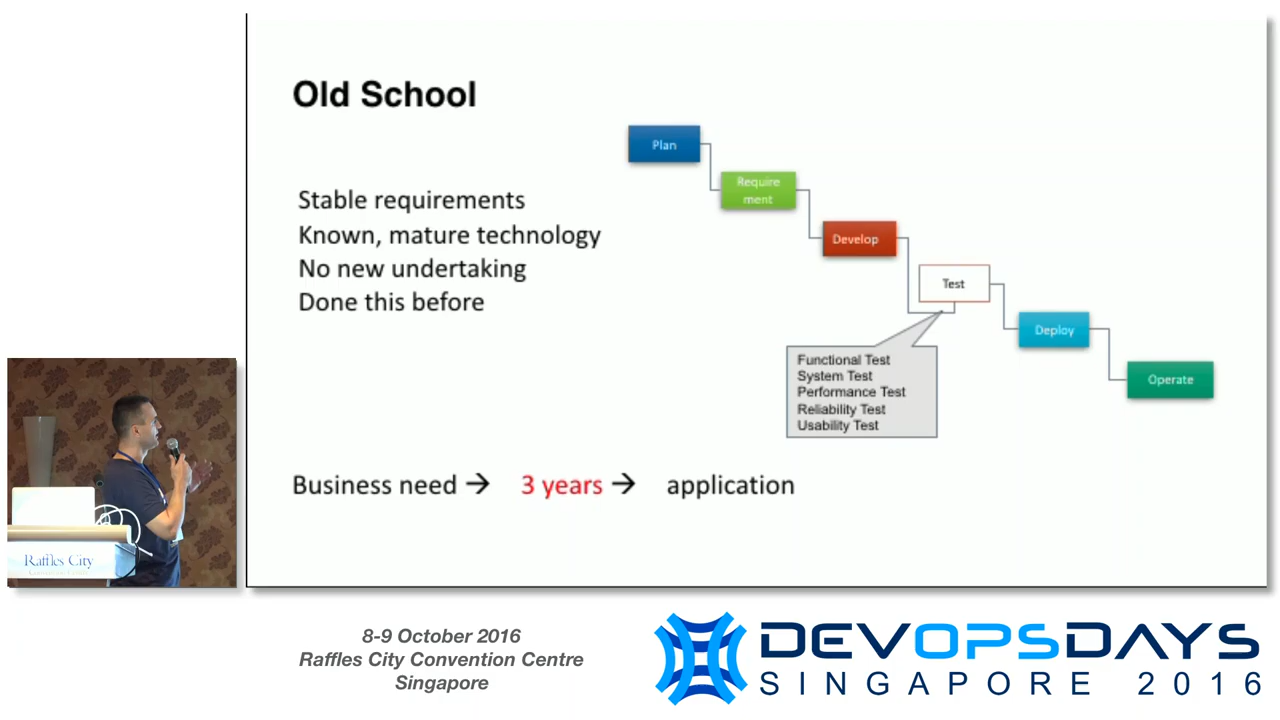 Old School
Stable requirements
Known, mature technology
No new undertaking
Done this before
Plan
Require
ment
Develop
Test
Deploy
Operate
Functional Test
System Test
Performance Test
Reliability Test
Usability Test
Business need → 3 years → application
Raffles City
8-9 October 2016
Raffles City Convention Centre
Singapore
DEVOPSDAYS
SINGAPORE 2016